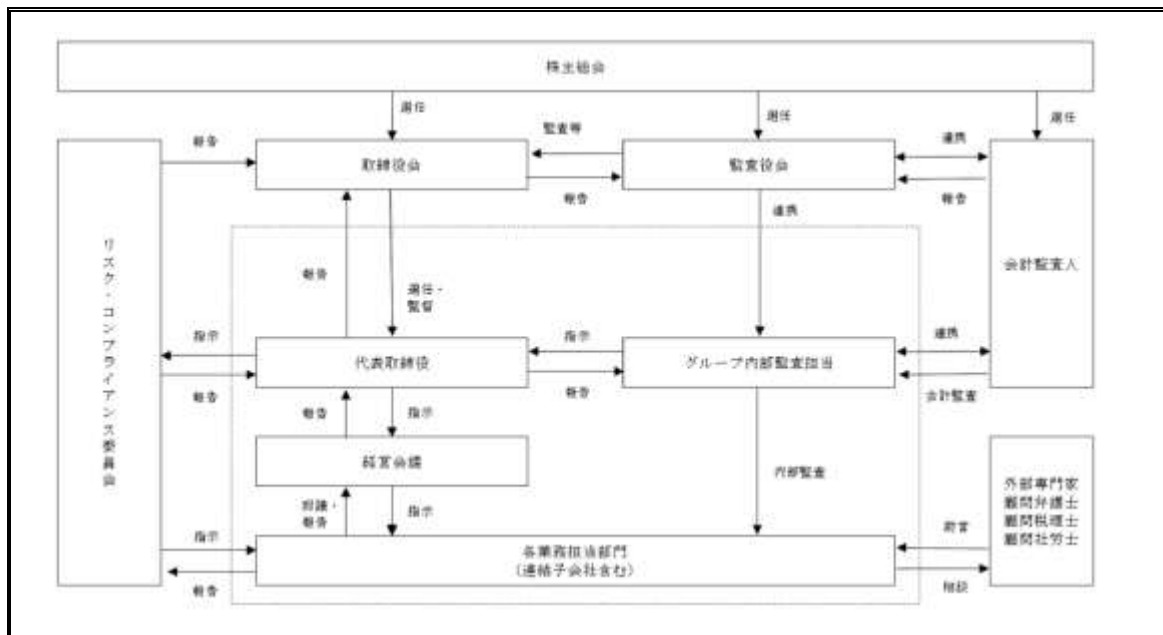 株主総会
選任
選任
選任
報告
監査等
連携
取締役会
監査役会
報告
報告
連携
リスク・コンプライアンス委員会
会計監査人
報告
選任・
監督
指示
指示
連携
代表取締役
グループ内部監査担当
報告
報告
会計監査
報告
指示
経営会議
内部監査
外部専門家
顧問弁護士
顧問税理士
顧問社労士
報告
指示
指示
助言
各業務担当部門
(連結子会社含む)
報告
相談